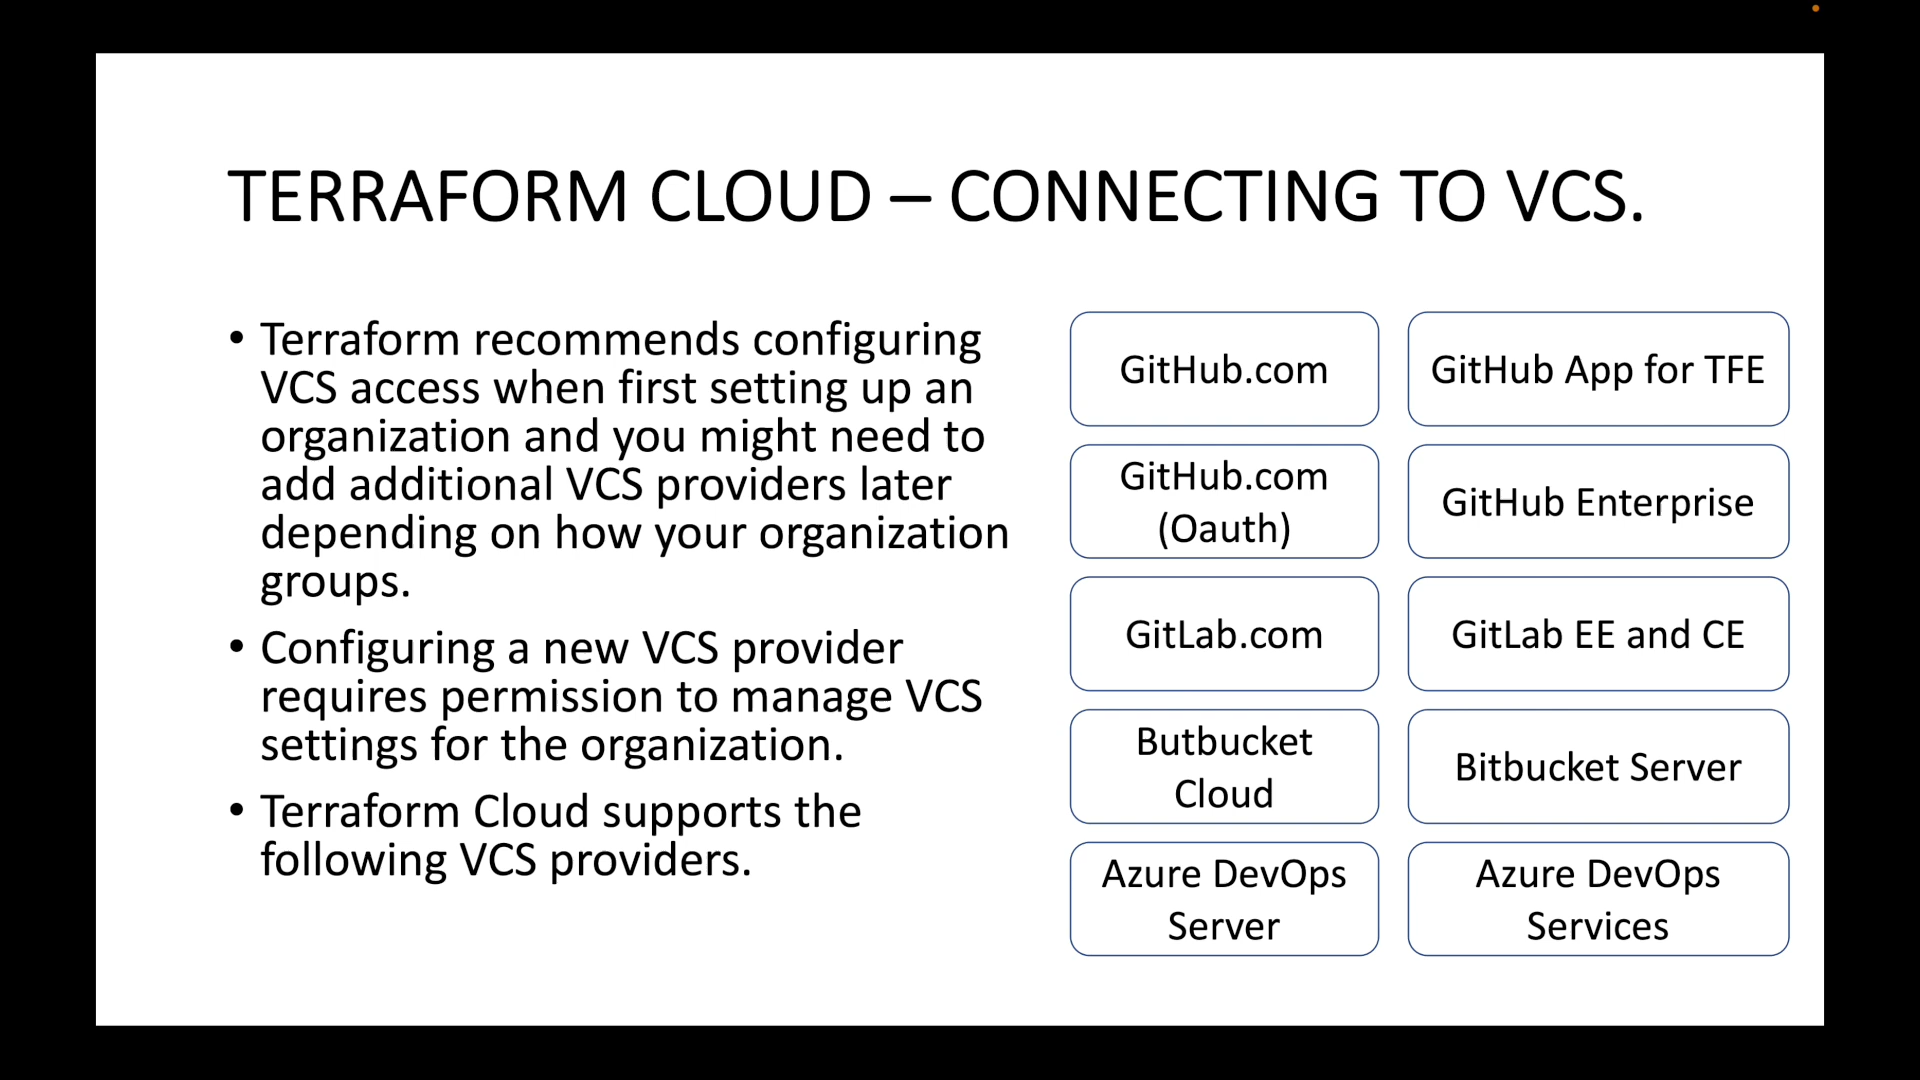 TERRAFORM CLOUD – CONNECTING TO VCS.
• Terraform recommends configuring
VCS access when first setting up an
organization and you might need to
add additional VCS providers later
depending on how your organization
groups.
• Configuring a new VCS provider
requires permission to manage VCS
settings for the organization.
• Terraform Cloud supports the
following VCS providers.
GitHub.com
GitHub App for TFE
GitHub.com
(Oauth)
GitHub Enterprise
GitLab.com
GitLab EE and CE
Butbucket
Cloud
Bitbucket Server
Azure DevOps
Server
Azure DevOps
Services